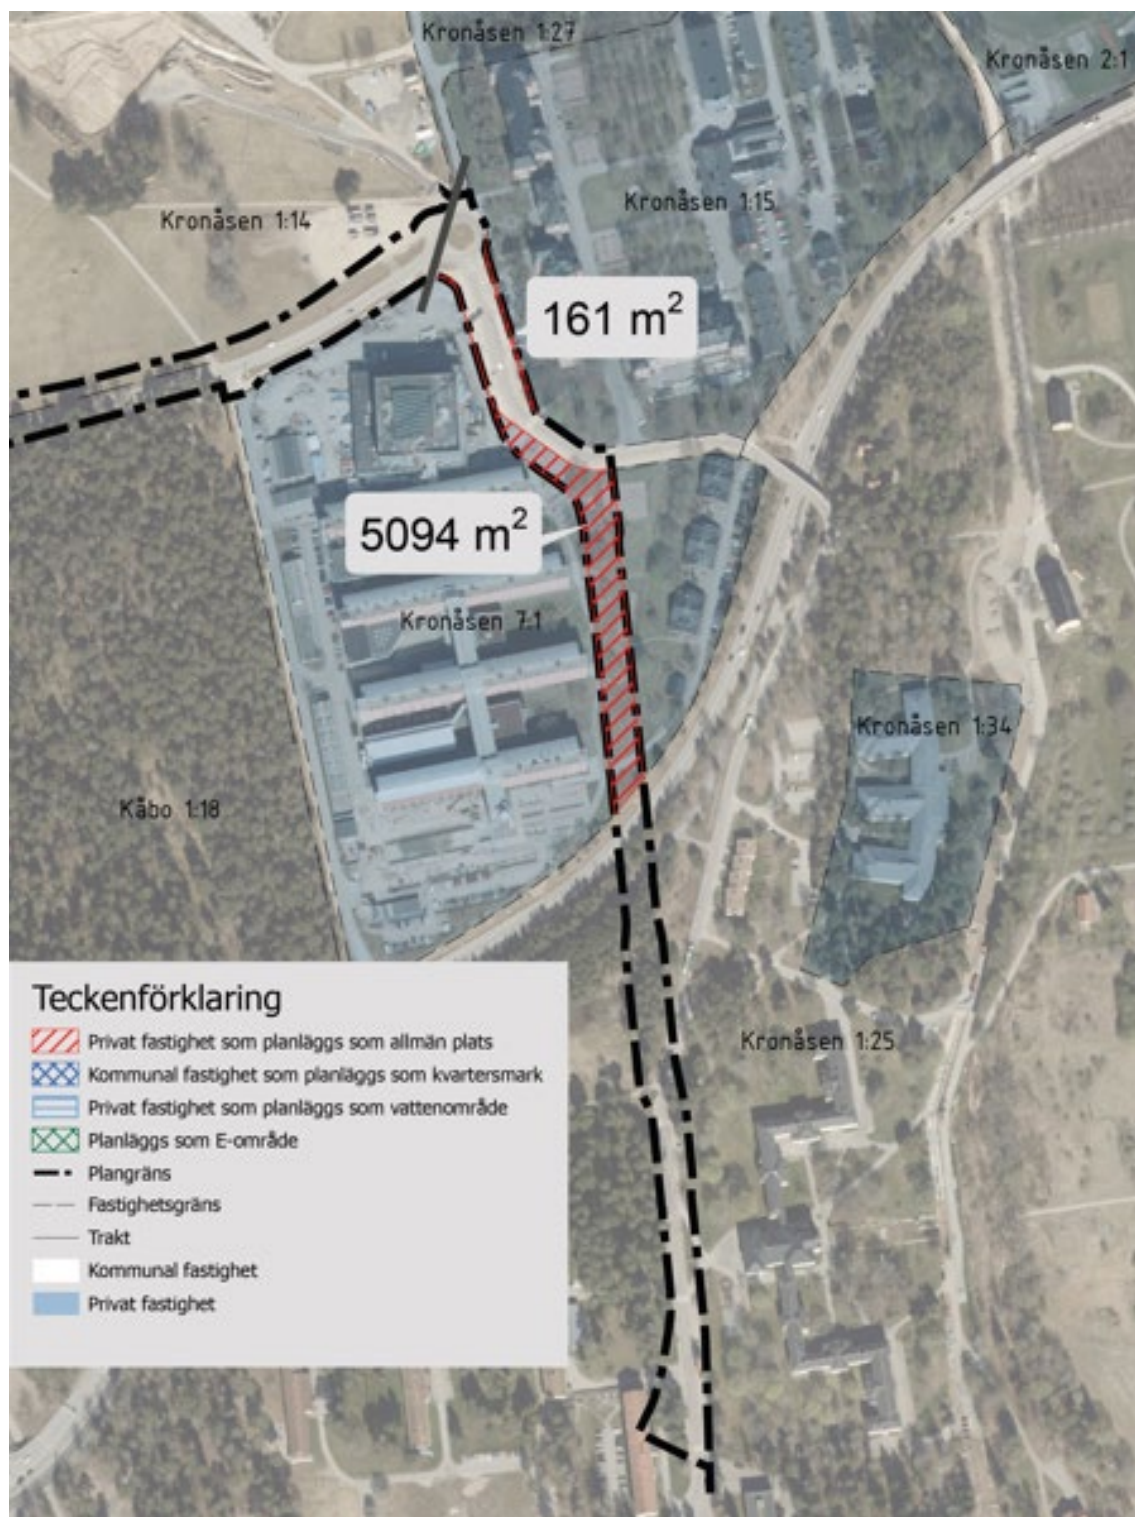 Kronåsen 1:27
Kronåsen 2:1
Kronåsen 1:14
Kronåsen 1:15
161 m²
5094 m²
Kronåsen 7:1
Kronåsen 1:34
Kåbo 1:18
Kronåsen 1:25
Teckenförklaring
Privat fastighet som planläggs som allmän plats
Kommunal fastighet som planläggs som kvartersmark
Privat fastighet som planläggs som vattenområde
Planläggs som E-område
Plangräns
Fastighetsgräns
Trakt
Kommunal fastighet
Privat fastighet